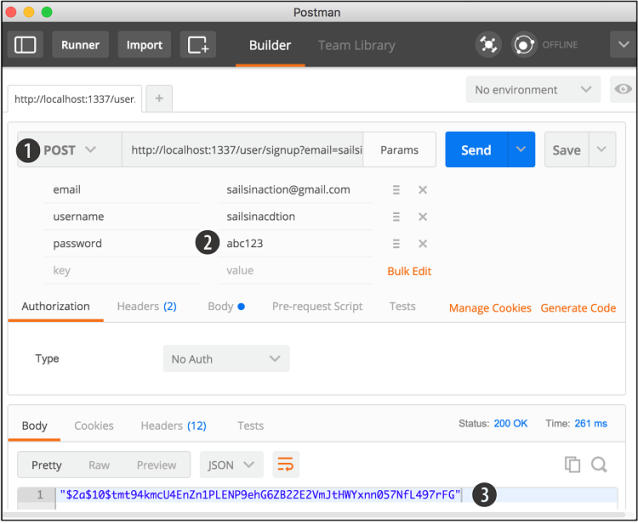 Postman
Runner Import Builder Team Library OFFLINE
http://localhost:1337/user. + No environment
1 POST http://localhost:1337/user/signup?email=sailsi Params Send Save
email sailsinaction@gmail.com
username sailsinacdtion
password 2 abc123
key value Bulk Edit
Authorization Headers (2) Body Pre-request Script Tests Manage Cookies Generate Code
Type No Auth
Body Cookies Headers (12) Tests Status: 200 OK Time: 261 ms
Pretty Raw Preview JSON
1 "$2a$10$tmt94kmcU4EnZn1PLENP9ehG6ZB2ZE2VmJtHWYxnn057NfL497rFG" 3